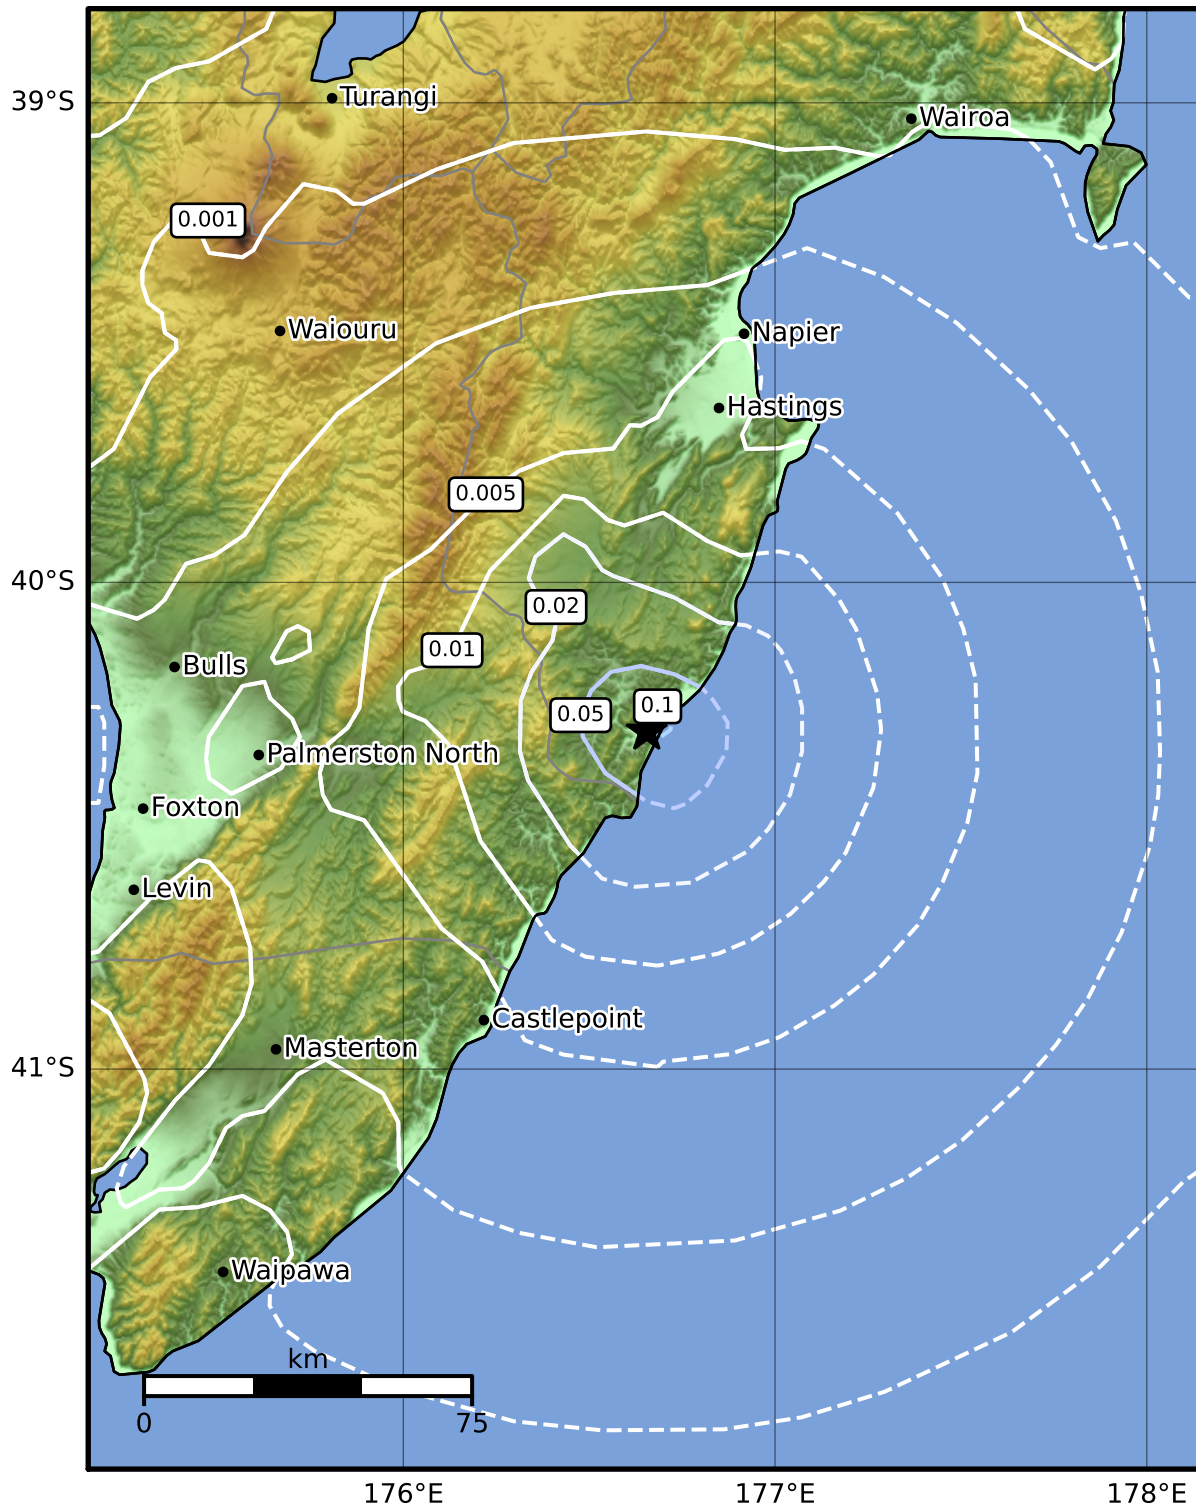 39°S
Turangi
Wairoa
0.001
Waiouru
Napier
Hastings
0.005
40°S
0.02
0.01
Bulls
0.05
0.1
Palmerston North
Foxton
Levin
Castlepoint
Masterton
41°S
Waipawa
km
0
75
176°E
177°E
178°E